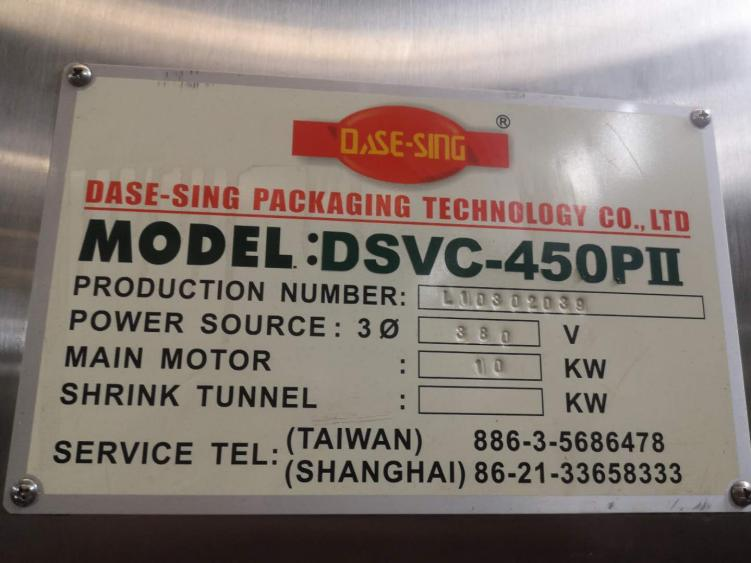 DASE-SING ®
DASE-SING PACKAGING TECHNOLOGY CO., LTD
MODEL:DSVC-450PII
PRODUCTION NUMBER: L10302039
POWER SOURCE: 3Ø 380 V
MAIN MOTOR : 10 KW
SHRINK TUNNEL : KW
SERVICE TEL: (TAIWAN) 886-3-5686478
(SHANGHAI) 86-21-33658333